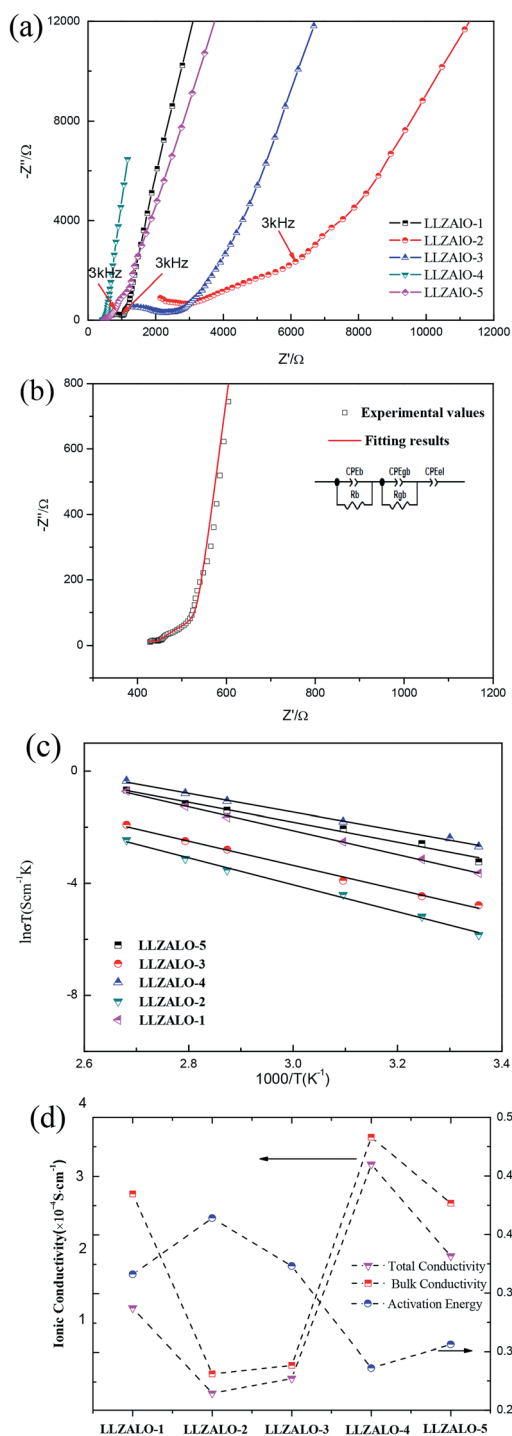 (a)
12000
8000
4000
0
-Z''/Ω
3kHz
3kHz
3kHz
LLZAlO-1
LLZAlO-2
LLZAlO-3
LLZAlO-4
LLZAlO-5
0 2000 4000 6000 8000 10000 12000
Z'/Ω
(b)
800
600
400
200
0
-Z''/Ω
Experimental values
Fitting results
CPEb CPEgb CPEel
Rb Rgb
400 600 800 1000 1200
Z'/Ω
(c)
0
-4
-8
lnσT(Scm⁻¹K)
LLZALO-5
LLZALO-3
LLZALO-4
LLZALO-2
LLZALO-1
2.6 2.8 3.0 3.2 3.4
1000/T(K⁻¹)
(d)
4
3
2
1
Ionic Conductivity(×10⁻⁴S·cm⁻¹)
0.5
0.4
0.4
0.3
0.3
0.2
Total Conductivity
Bulk Conductivity
Activation Energy
LLZALO-1 LLZALO-2 LLZALO-3 LLZALO-4 LLZALO-5